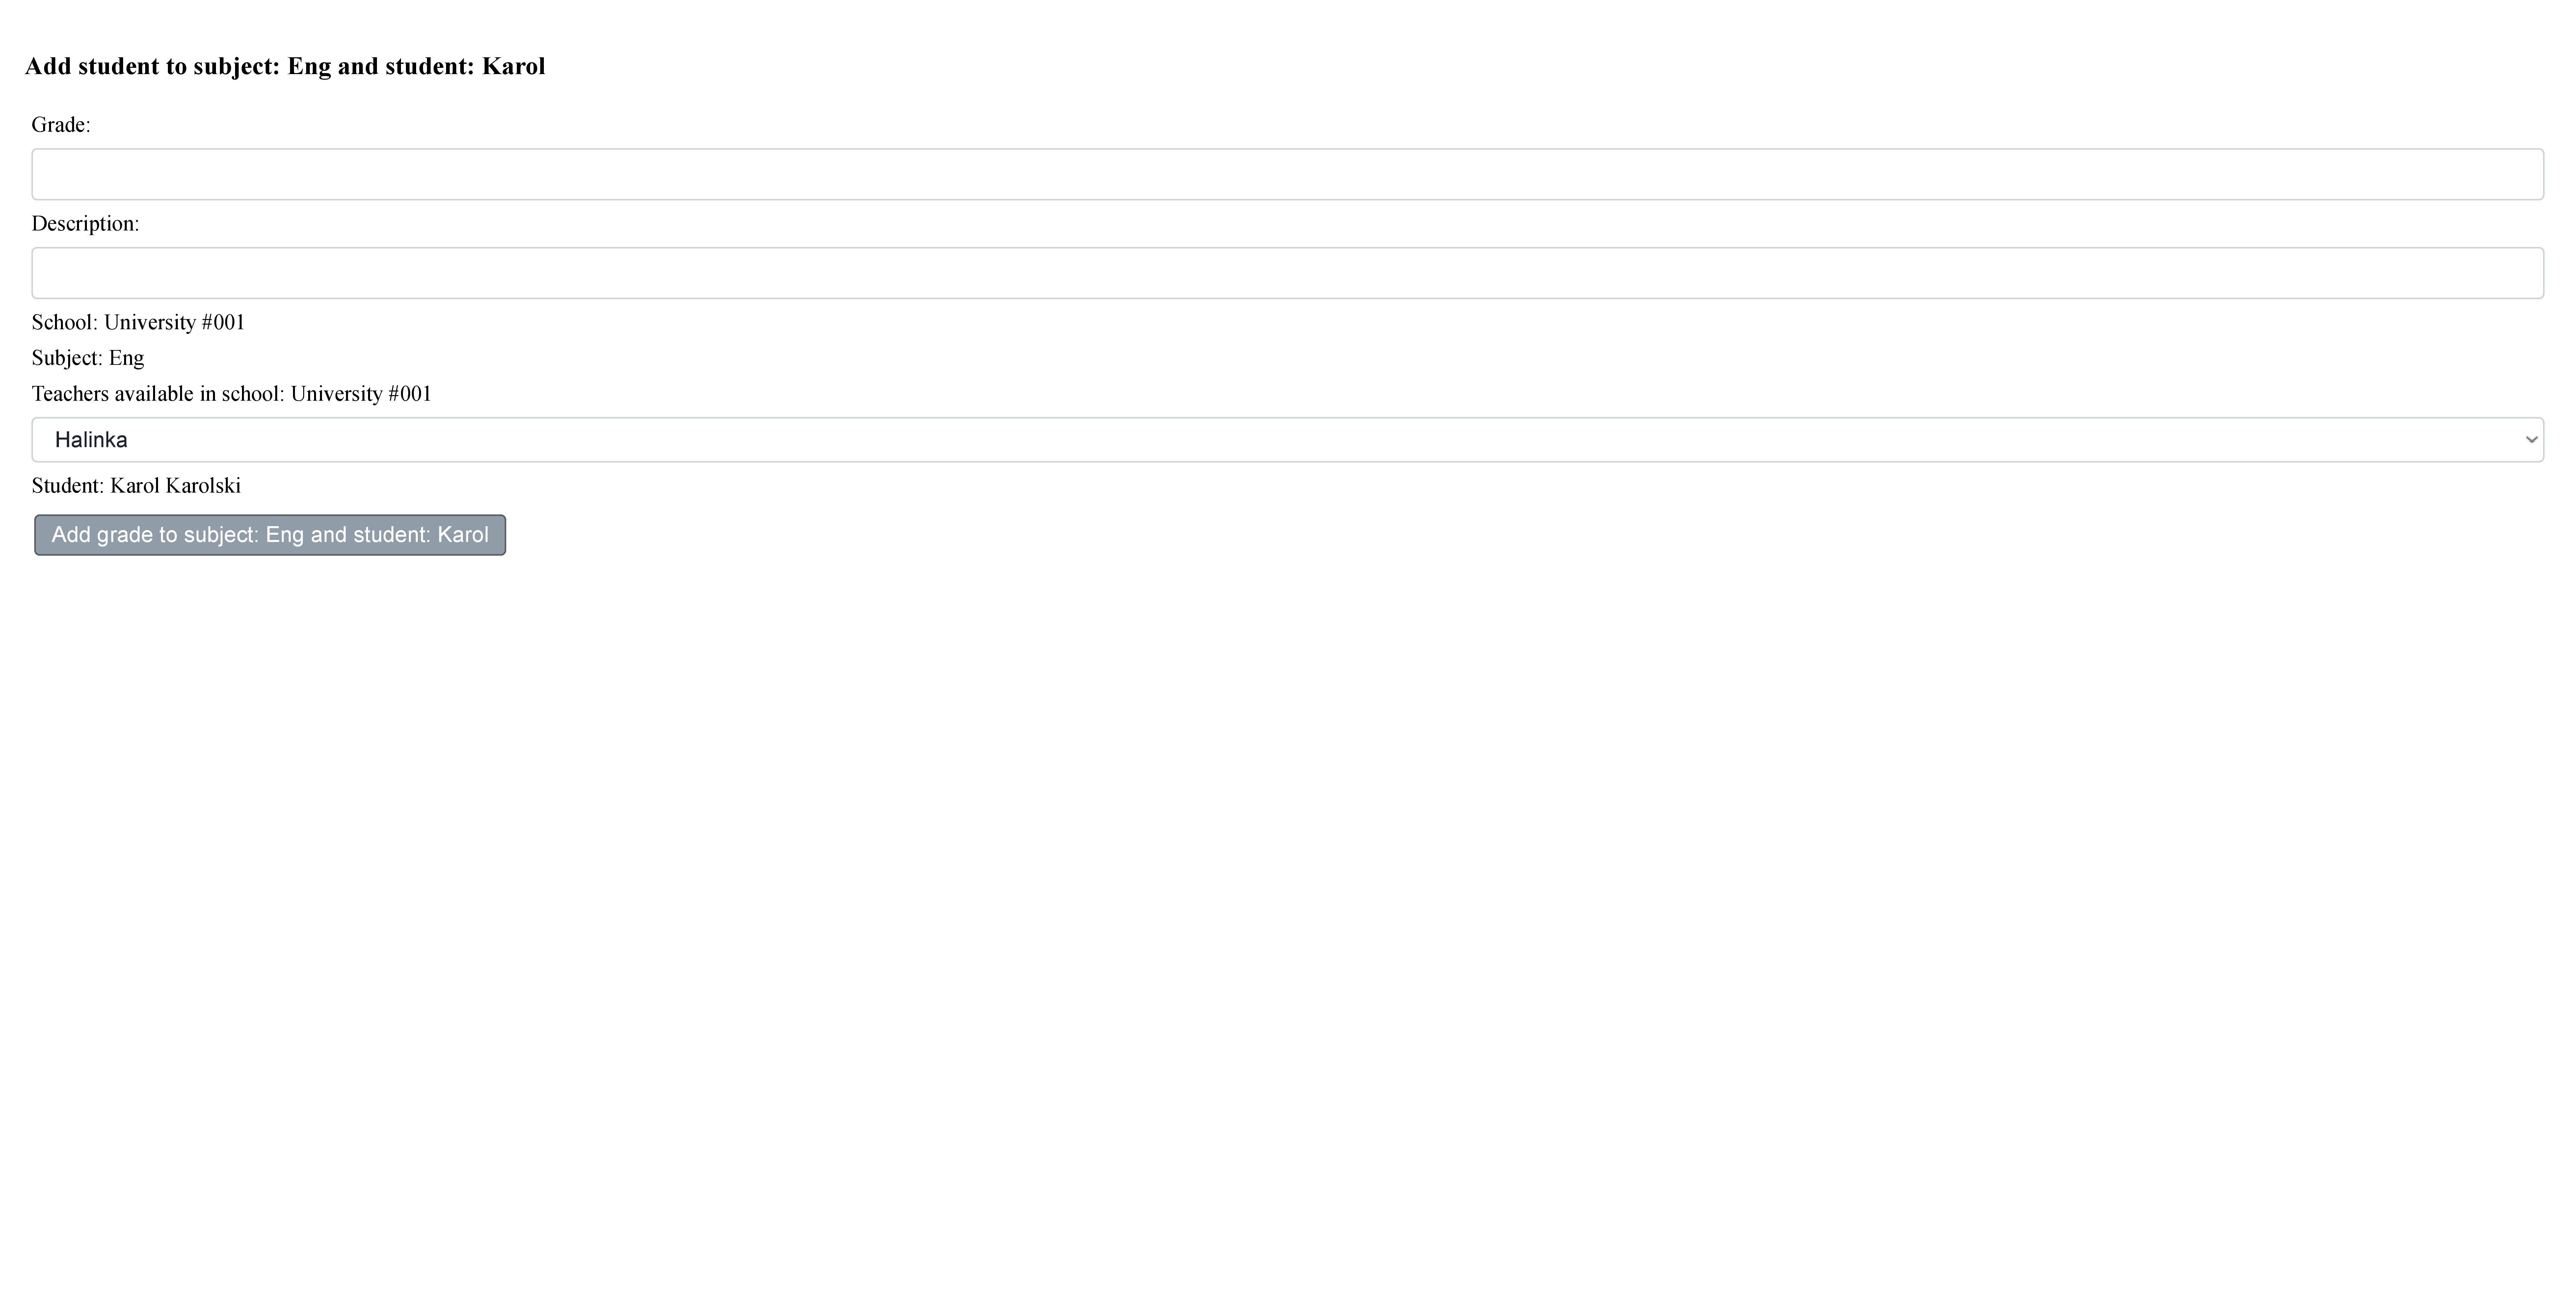 Add student to subject: Eng and student: Karol
Grade:
Description:
School: University #001
Subject: Eng
Teachers available in school: University #001
Halinka
Student: Karol Karolski
Add grade to subject: Eng and student: Karol